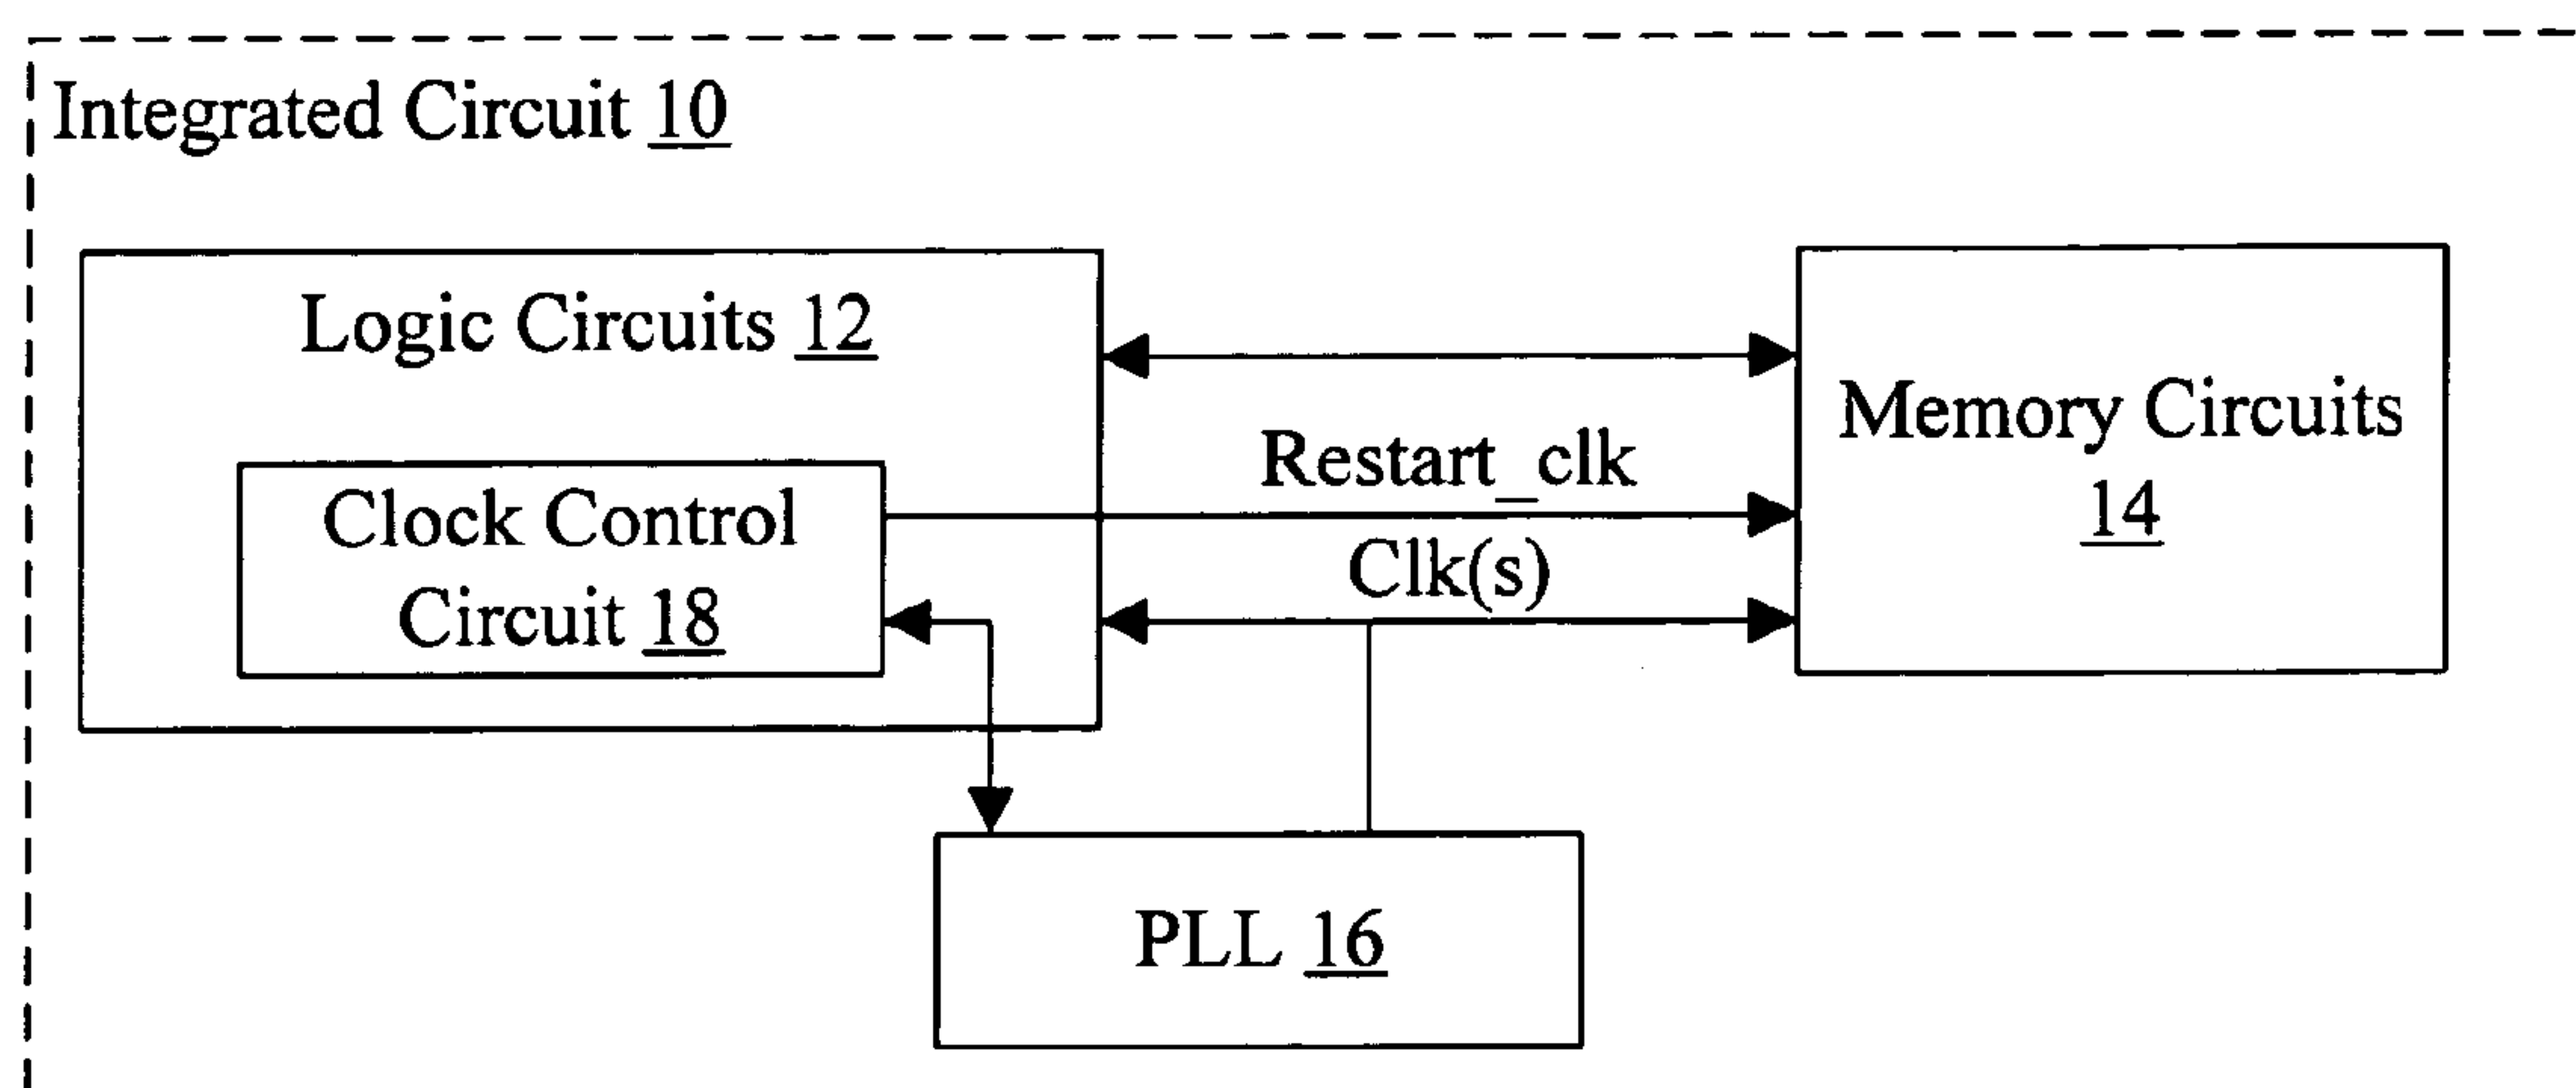 Integrated Circuit 10
Logic Circuits 12
Clock Control
Circuit 18
Restart_clk
Clk(s)
Memory Circuits
14
PLL 16